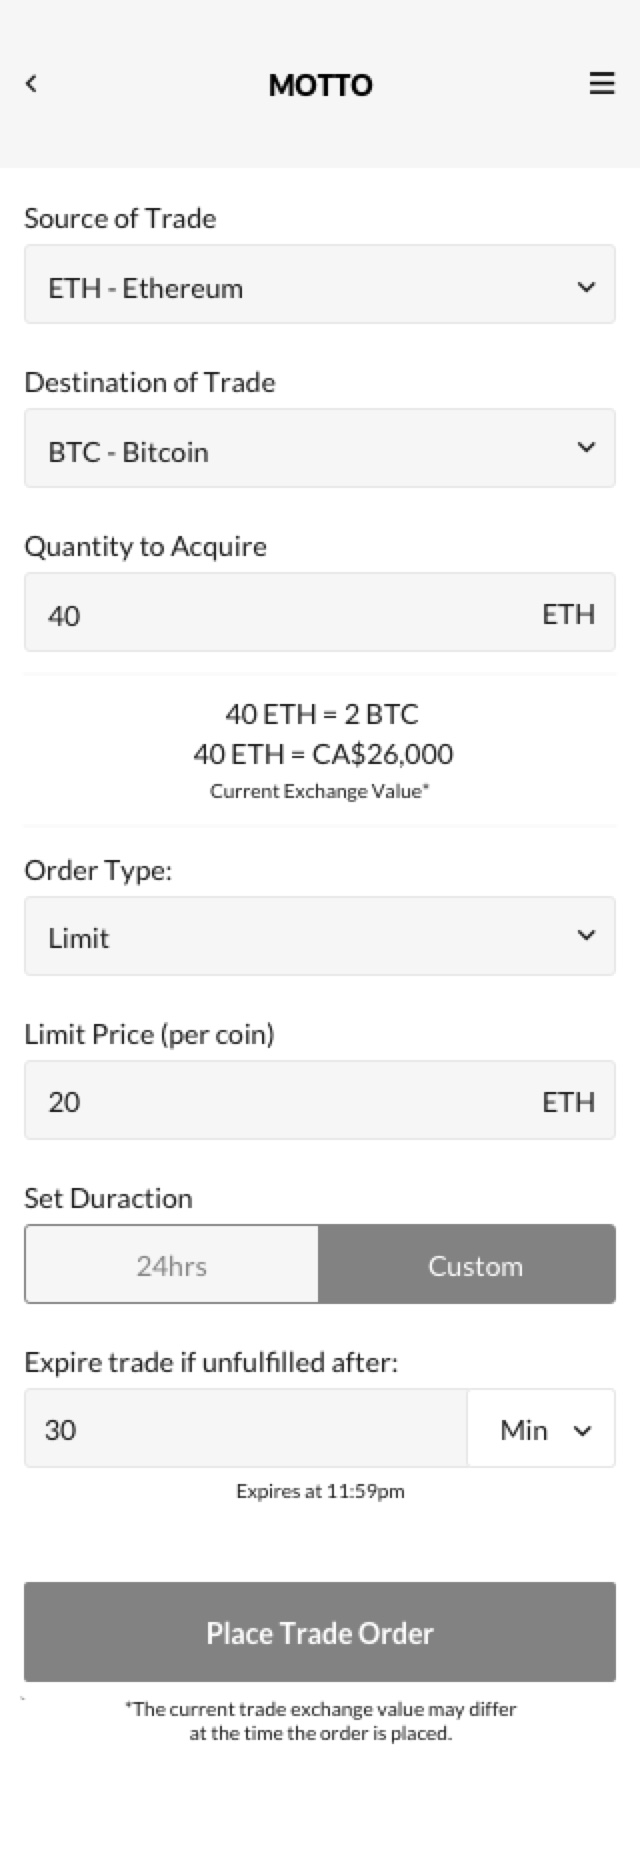 MOTTO
Source of Trade
ETH - Ethereum
Destination of Trade
BTC - Bitcoin
Quantity to Acquire
40 ETH
40 ETH = 2 BTC
40 ETH = CA$26,000
Current Exchange Value*
Order Type:
Limit
Limit Price (per coin)
20 ETH
Set Duraction
24hrs Custom
Expire trade if unfulfilled after:
30 Min
Expires at 11:59pm
Place Trade Order
*The current trade exchange value may differ
at the time the order is placed.